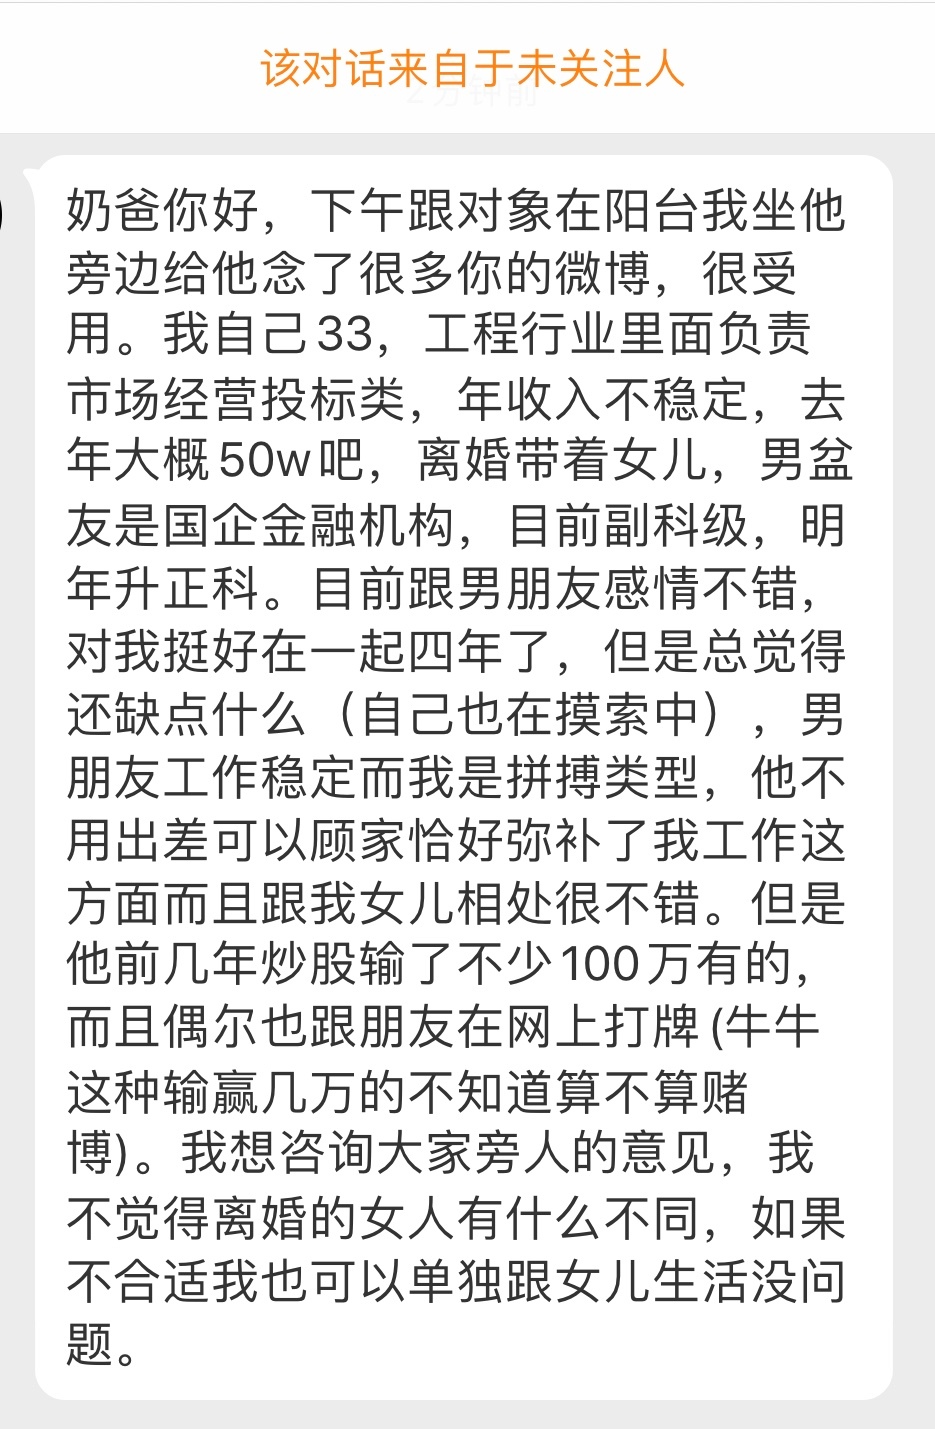 该对话来自于未关注人
2分钟前
奶爸你好，下午跟对象在阳台我坐他
旁边给他念了很多你的微博，很受
用。我自己33，工程行业里面负责
市场经营投标类，年收入不稳定，去
年大概50w吧，离婚带着女儿，男盆
友是国企金融机构，目前副科级，明
年升正科。目前跟男朋友感情不错，
对我挺好在一起四年了，但是总觉得
还缺点什么（自己也在摸索中），男
朋友工作稳定而我是拼搏类型，他不
用出差可以顾家恰好弥补了我工作这
方面而且跟我女儿相处很不错。但是
他前几年炒股输了不少100万有的，
而且偶尔也跟朋友在网上打牌(牛牛
这种输赢几万的不知道算不算赌
博)。我想咨询大家旁人的意见，我
不觉得离婚的女人有什么不同，如果
不合适我也可以单独跟女儿生活没问
题。